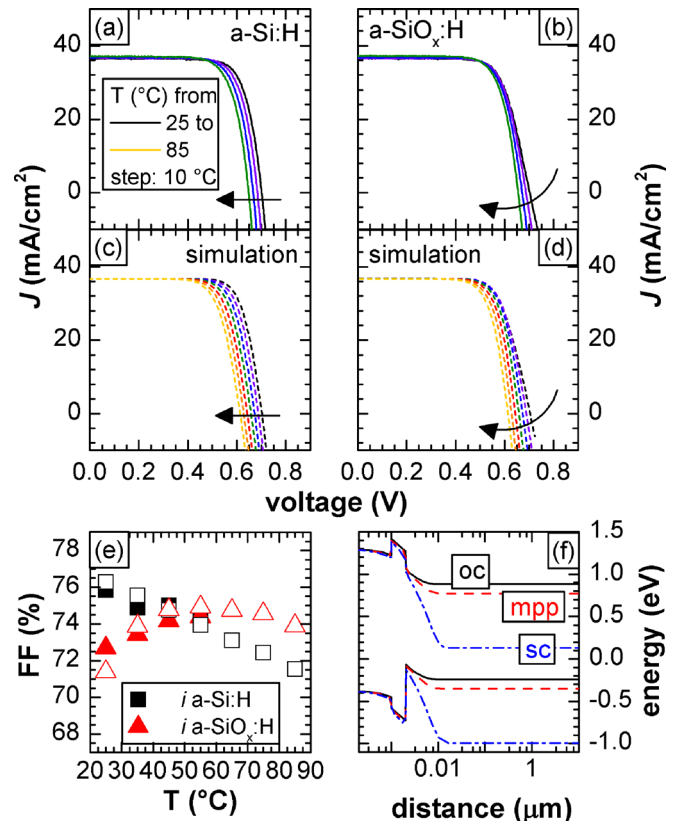 (a) a-Si:H
a-SiOx:H (b)
40
20
0
J (mA/cm²)
T (°C) from
25 to
85
step: 10 °C
40
20
0
J (mA/cm²)
(c) simulation
simulation (d)
40
20
0
40
20
0
0.0 0.2 0.4 0.6 0.8
0.0 0.2 0.4 0.6 0.8
voltage (V)
(e)
78
76
74
72
70
68
FF (%)
i a-Si:H
i a-SiOx:H
20 30 40 50 60 70 80 90
T (°C)
(f)
oc
mpp
sc
1.5
1.0
0.5
0.0
-0.5
-1.0
energy (eV)
0.01 1
distance (µm)